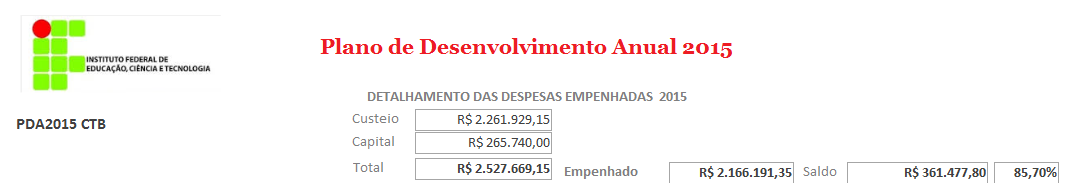 INSTITUTO FEDERAL DE
EDUCAÇÃO, CIÊNCIA E TECNOLOGIA
Plano de Desenvolvimento Anual 2015
DETALHAMENTO DAS DESPESAS EMPENHADAS 2015
PDA2015 CTB
Custeio R$ 2.261.929,15
Capital R$ 265.740,00
Total R$ 2.527.669,15 Empenhado R$ 2.166.191,35 Saldo R$ 361.477,80 85,70%